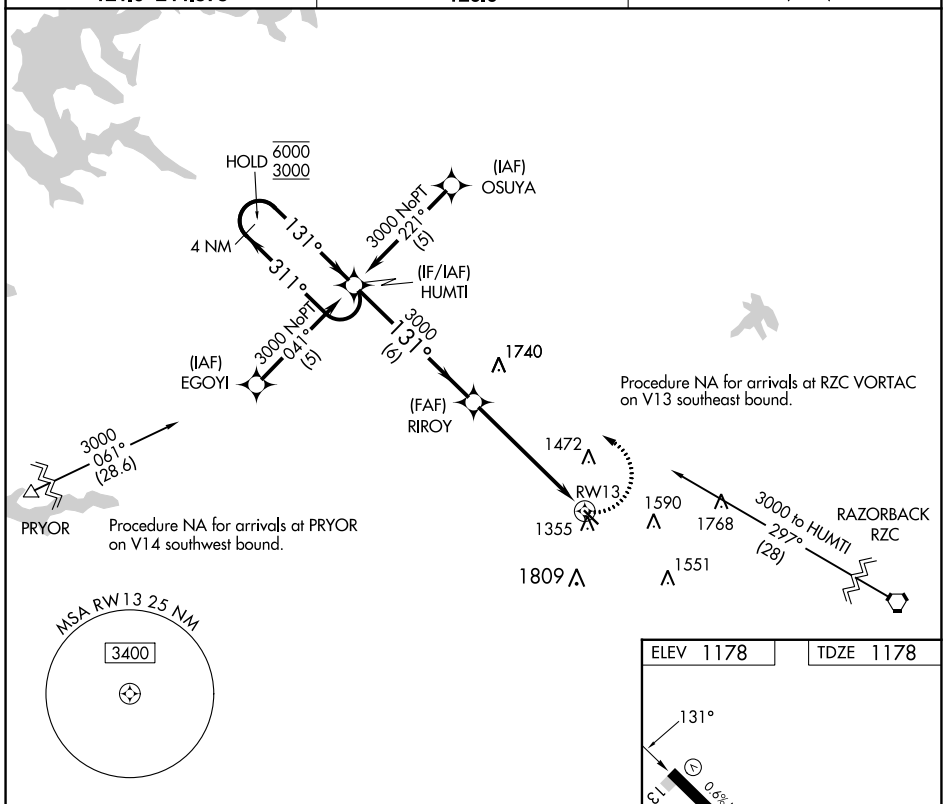 HOLD 6000
3000
(IAF)
OSUYA
3000 NoPT
221°
(5)
4 NM
131°
311°
(IF/IAF)
HUMTI
3000 NoPT
041°
(5)
3000
131°
(6)
(IAF)
EGOYI
1740
(FAF)
RIROY
Procedure NA for arrivals at RZC VORTAC
on V13 southeast bound.
3000
061°
(28.6)
PRYOR
Procedure NA for arrivals at PRYOR
on V14 southwest bound.
1472
RW13
1355
1590
1768
3000 to HUMTI
297°
(28)
RAZORBACK
RZC
1809
1551
MSA RW13 25 NM
3400
ELEV 1178
TDZE 1178
131°
13
0.6%
V